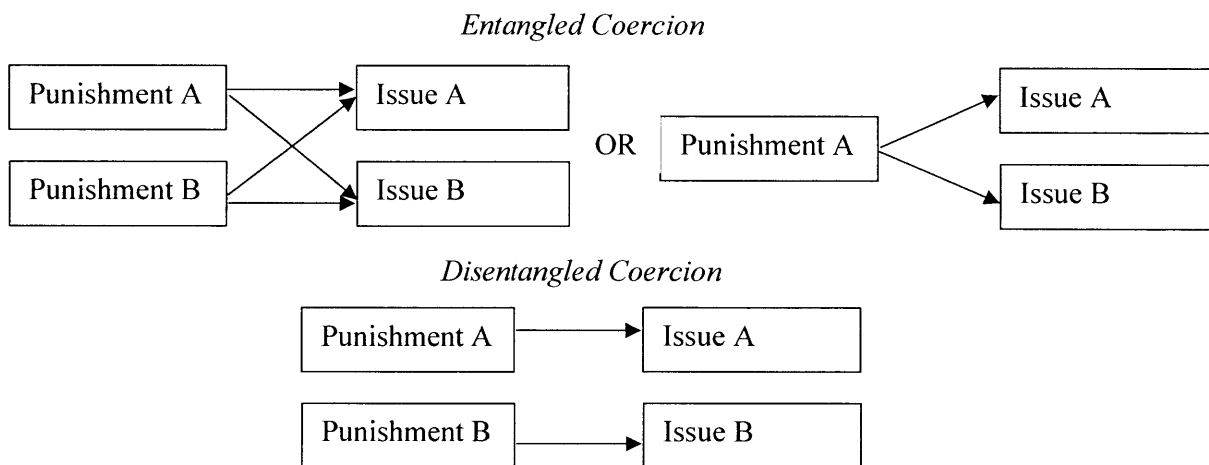 Entangled Coercion
Punishment A
Issue A
Punishment B
Issue B
OR
Punishment A
Issue A
Issue B
Disentangled Coercion
Punishment A
Issue A
Punishment B
Issue B